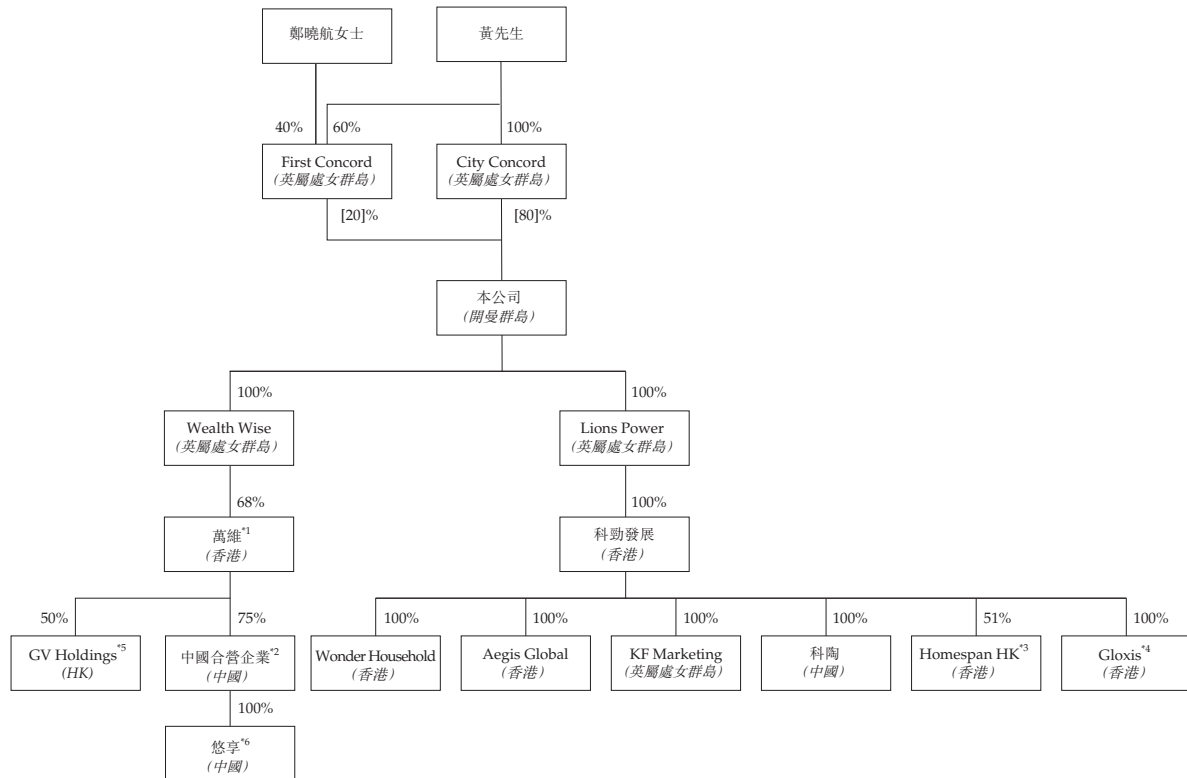 鄭曉航女士
黃先生
40%
60%
100%
First Concord
(英屬處女群島)
City Concord
(英屬處女群島)
[20]%
[80]%
本公司
(開曼群島)
100%
100%
Wealth Wise
(英屬處女群島)
Lions Power
(英屬處女群島)
68%
100%
萬維*1
(香港)
科勁發展
(香港)
50%
75%
100%
100%
100%
100%
51%
100%
GV Holdings*5
(HK)
中國合營企業*2
(中國)
Wonder Household
(香港)
Aegis Global
(香港)
KF Marketing
(英屬處女群島)
科陶
(中國)
Homespan HK*3
(香港)
Gloxis*4
(香港)
100%
悠享*6
(中國)